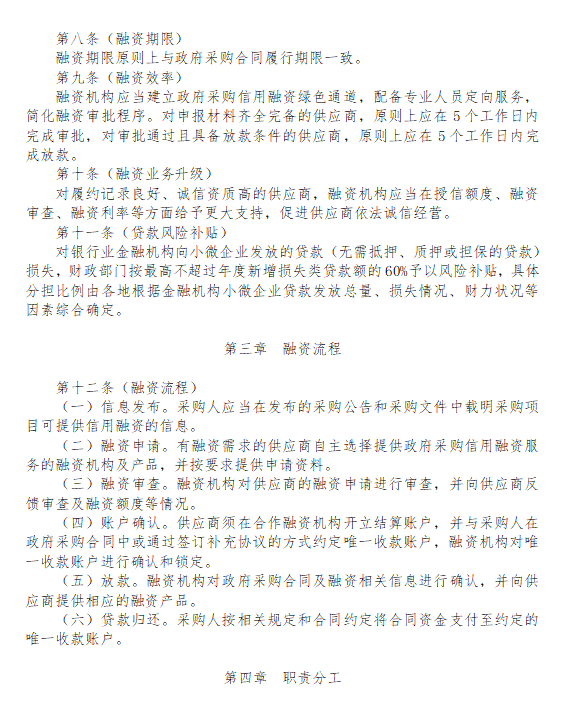 第八条（融资期限）
融资期限原则上与政府采购合同履行期限一致。
第九条（融资效率）
融资机构应当建立政府采购信用融资绿色通道，配备专业人员定向服务，
简化融资审批程序。对申报材料齐全完备的供应商，原则上应在 5 个工作日内
完成审批，对审批通过且具备放款条件的供应商，原则上应在 5 个工作日内完
成放款。
第十条（融资业务升级）
对履约记录良好、诚信资质高的供应商，融资机构应当在授信额度、融资
审查、融资利率等方面给予更大支持，促进供应商依法诚信经营。
第十一条（贷款风险补贴）
对银行业金融机构向小微企业发放的贷款（无需抵押、质押或担保的贷款）
损失，财政部门按最高不超过年度新增损失类贷款额的 60%予以风险补贴，具体
分担比例由各地根据金融机构小微企业贷款发放总量、损失情况、财力状况等
因素综合确定。
第三章　融资流程
第十二条（融资流程）
（一）信息发布。采购人应当在发布的采购公告和采购文件中载明采购项
目可提供信用融资的信息。
（二）融资申请。有融资需求的供应商自主选择提供政府采购信用融资服
务的融资机构及产品，并按要求提供申请资料。
（三）融资审查。融资机构对供应商的融资申请进行审查，并向供应商反
馈审查及融资额度等情况。
（四）账户确认。供应商须在合作融资机构开立结算账户，并与采购人在
政府采购合同中或通过签订补充协议的方式约定唯一收款账户，融资机构对唯
一收款账户进行确认和锁定。
（五）放款。融资机构对政府采购合同及融资相关信息进行确认，并向供
应商提供相应的融资产品。
（六）贷款归还。采购人按相关规定和合同约定将合同资金支付至约定的
唯一收款账户。
第四章　职责分工